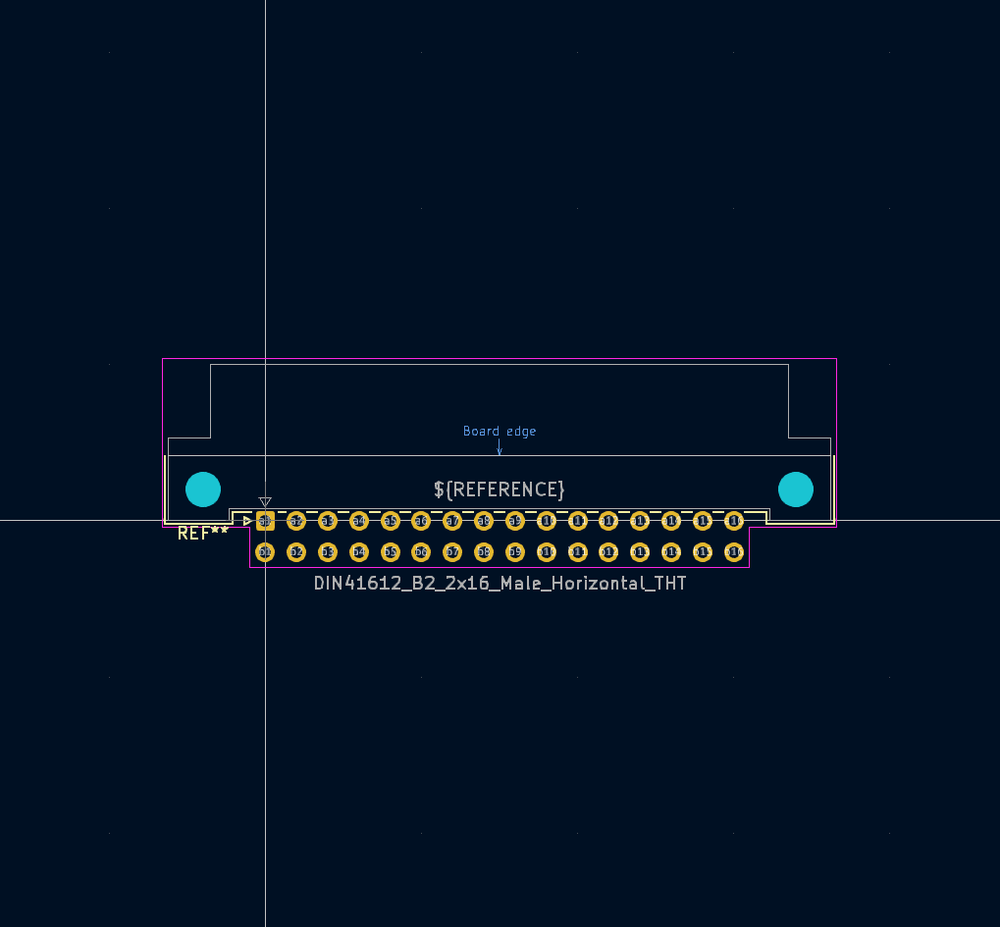 Board edge
${REFERENCE}
a1 a2 a3 a4 a5 a6 a7 a8 a9 a10 a11 a12 a13 a14 a15 a16
REF**
b1 b2 b3 b4 b5 b6 b7 b8 b9 b10 b11 b12 b13 b14 b15 b16
DIN41612_B2_2x16_Male_Horizontal_THT